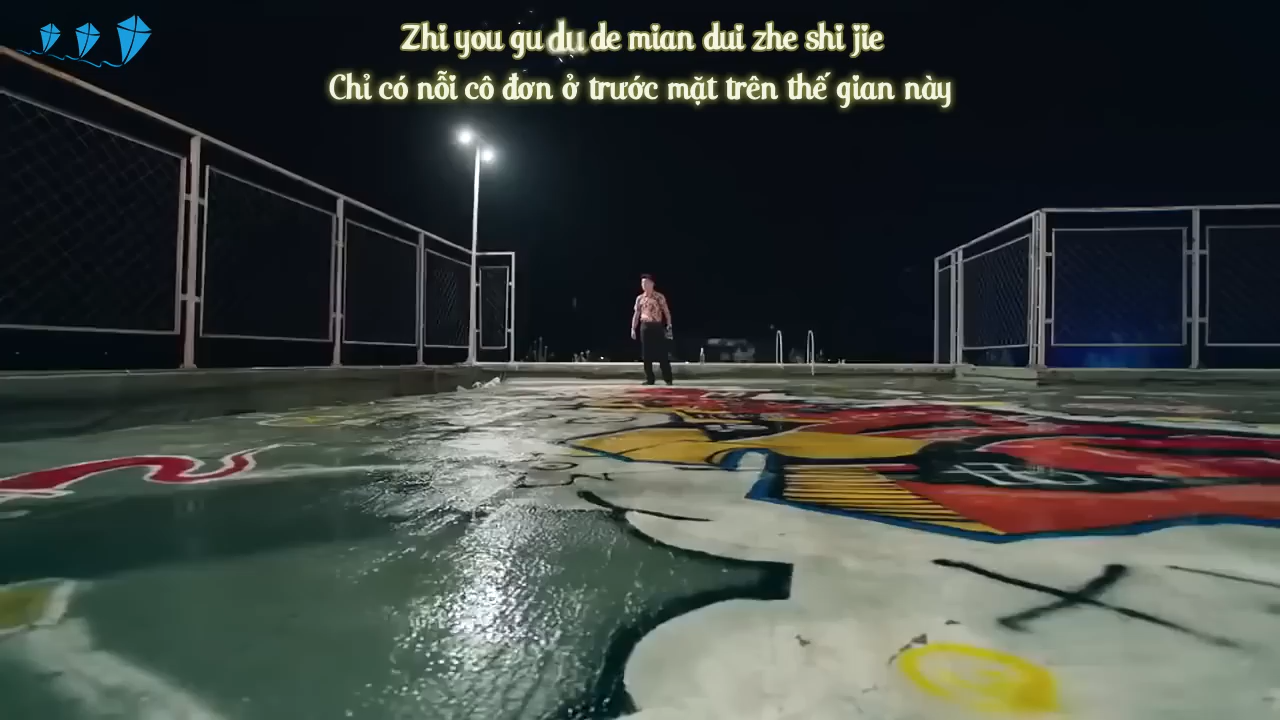 Zhi you gu du de mian dui zhe shi jie
Chỉ có nỗi cô đơn ở trước mặt trên thế gian này